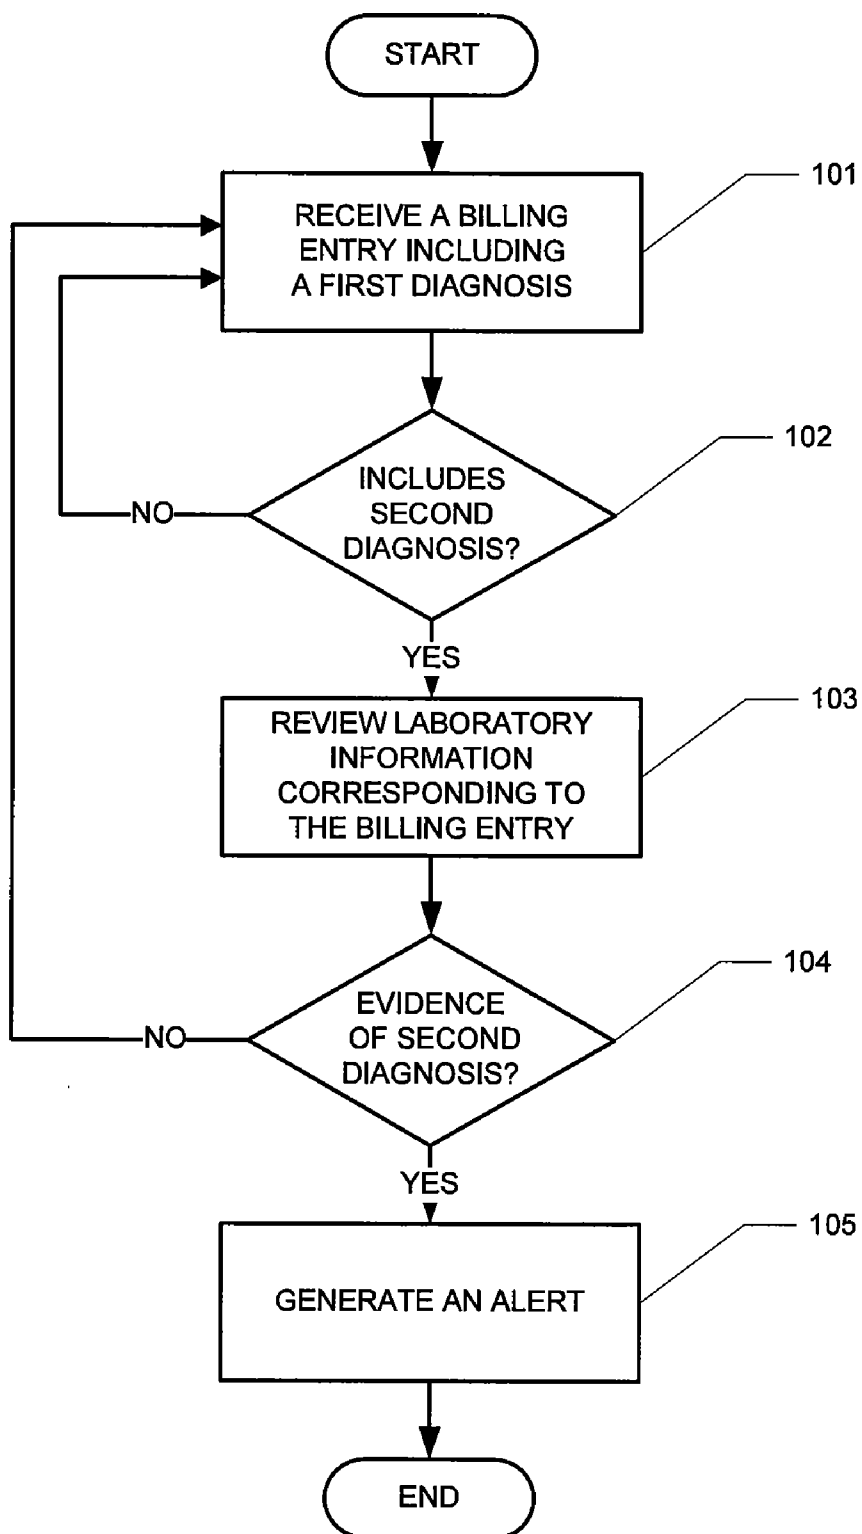 START
101
RECEIVE A BILLING
ENTRY INCLUDING
A FIRST DIAGNOSIS
102
INCLUDES
SECOND
DIAGNOSIS?
NO
YES
103
REVIEW LABORATORY
INFORMATION
CORRESPONDING TO
THE BILLING ENTRY
104
EVIDENCE
OF SECOND
DIAGNOSIS?
NO
YES
105
GENERATE AN ALERT
END